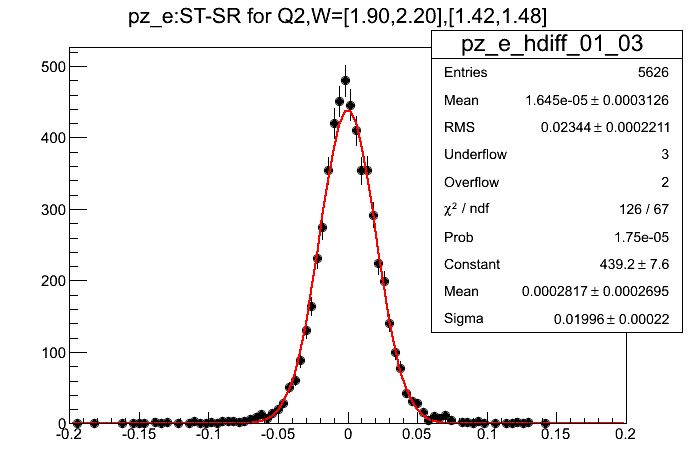 pz_e:ST-SR for Q2,W=[1.90,2.20],[1.42,1.48]
pz_e_hdiff_01_03
Entries 5626
Mean 1.645e-05 ± 0.0003126
RMS 0.02344 ± 0.0002211
Underflow 3
Overflow 2
χ² / ndf 126 / 67
Prob 1.75e-05
Constant 439.2 ± 7.6
Mean 0.0002817 ± 0.0002695
Sigma 0.01996 ± 0.00022
500
400
300
200
100
0
-0.2 -0.15 -0.1 -0.05 0 0.05 0.1 0.15 0.2